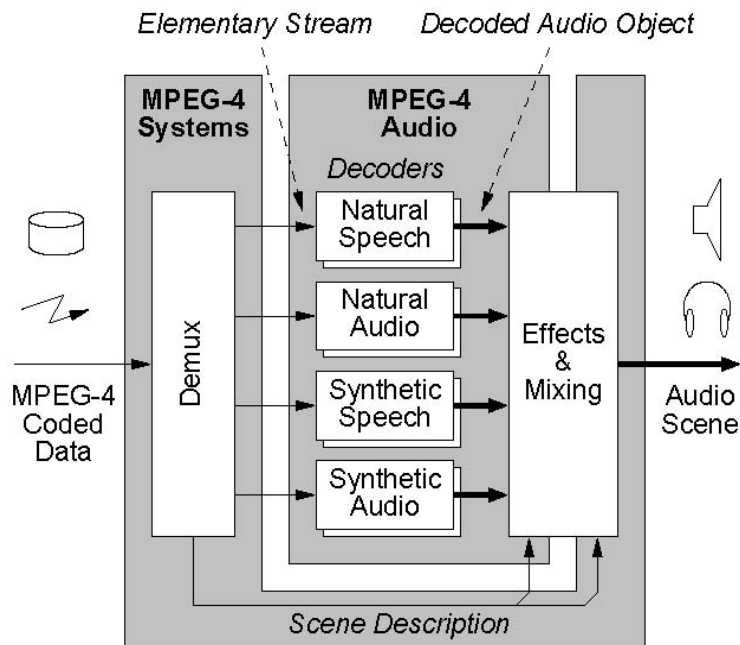 Elementary Stream
Decoded Audio Object
MPEG-4
Systems
MPEG-4
Audio
Decoders
Natural
Speech
Natural
Audio
Synthetic
Speech
Synthetic
Audio
Demux
Effects
&
Mixing
MPEG-4
Coded
Data
Audio
Scene
Scene Description